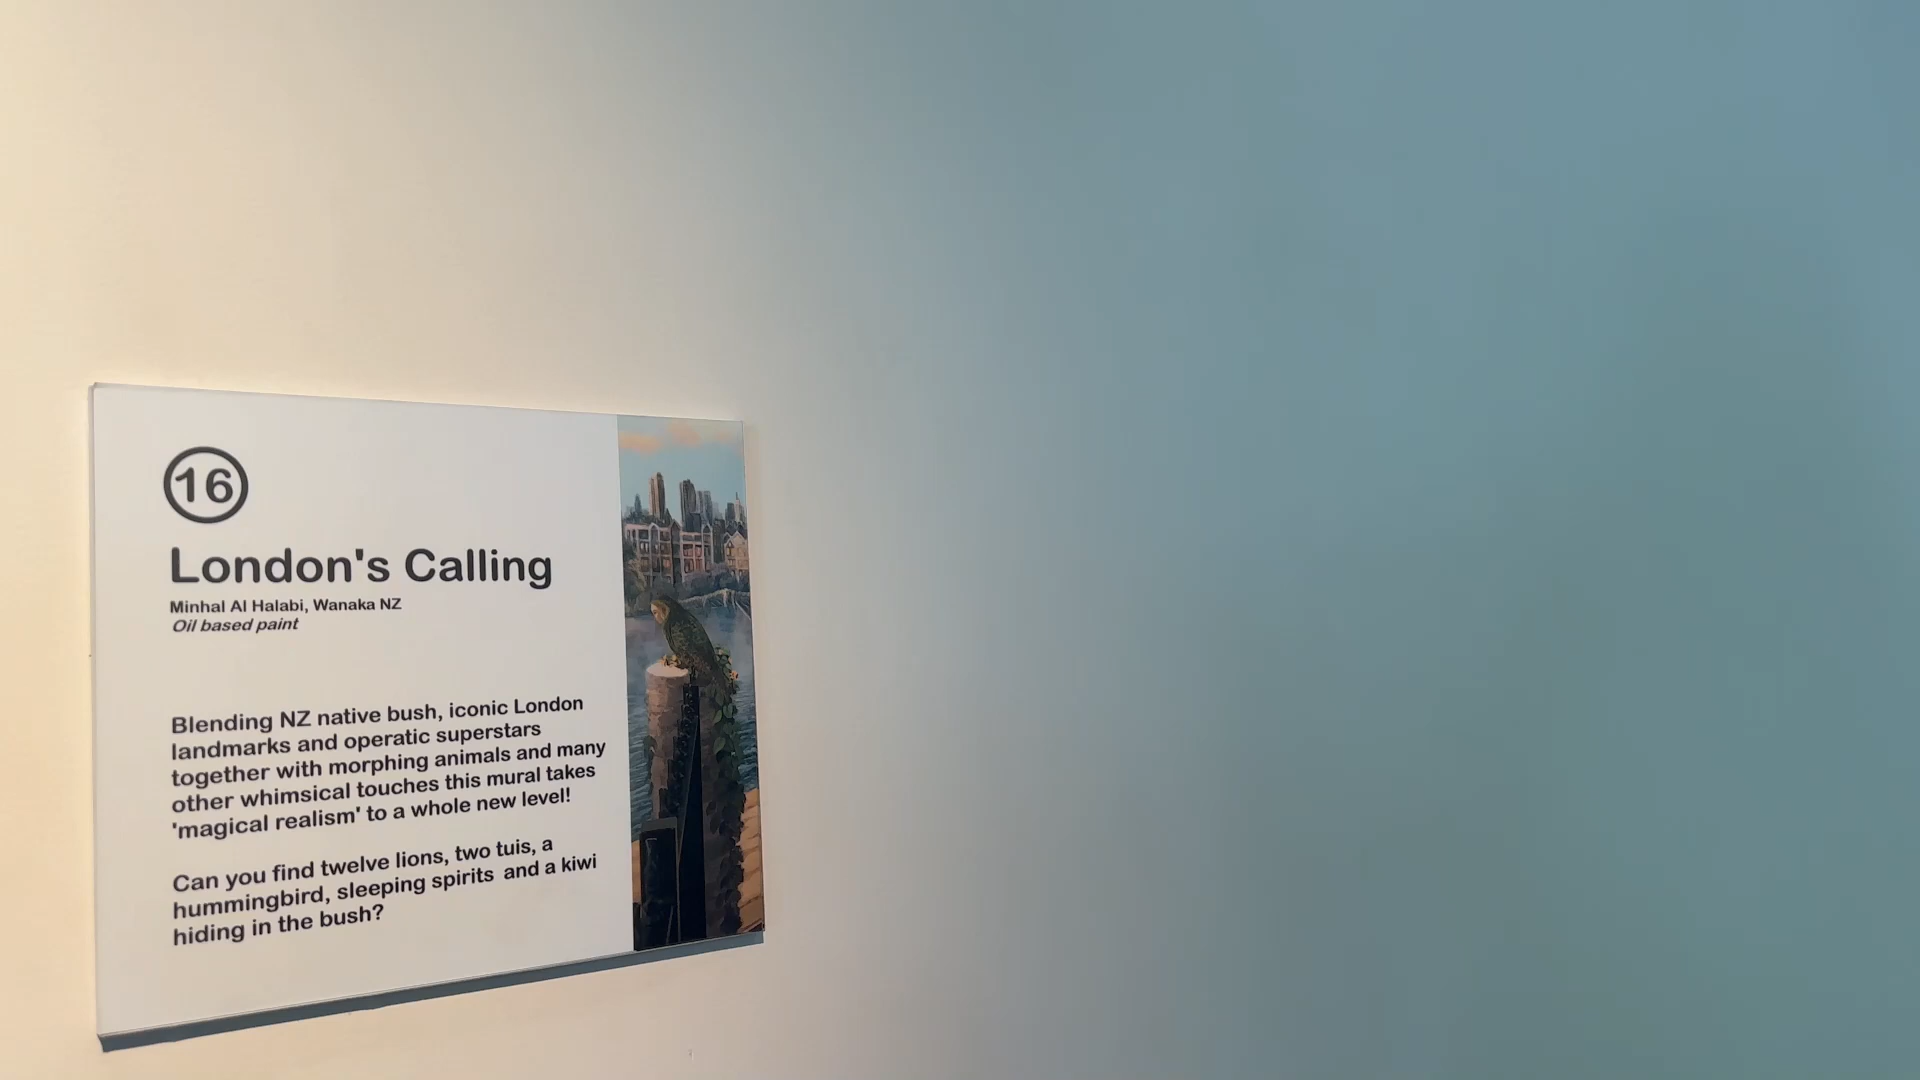 16
London's Calling
Minhal Al Halabi, Wanaka NZ
Oil based paint
Blending NZ native bush, iconic London
landmarks and operatic superstars
together with morphing animals and many
other whimsical touches this mural takes
'magical realism' to a whole new level!
Can you find twelve lions, two tuis, a
hummingbird, sleeping spirits and a kiwi
hiding in the bush?